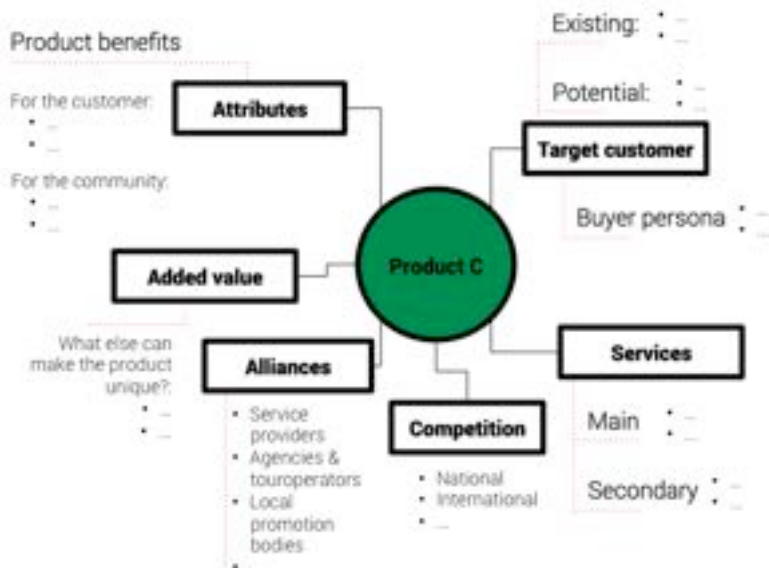 Product benefits
Attributes
For the customer:
• ...
• ...
For the community:
• ...
• ...
Existing:
• ...
• ...
Potential:
• ...
• ...
Target customer
Buyer persona
• ...
• ...
Product C
Added value
What else can
make the product
unique?:
• ...
• ...
Alliances
• Service
providers
• Agencies &
touroperators
• Local
promotion
bodies
• ...
Competition
• National
• International
• ...
Services
Main
• ...
• ...
Secondary
• ...
• ...